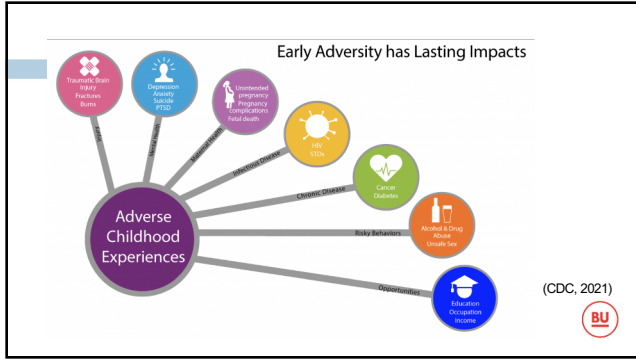 Early Adversity has Lasting Impacts
Traumatic Brain
Injury
Fractures
Burns
Depression
Anxiety
Suicide
PTSD
Unintended
pregnancy
Pregnancy
complications
Fetal death
HIV
STDs
Cancer
Diabetes
Alcohol & Drug
Abuse
Unsafe Sex
Education
Occupation
Income
Injury
Mental Health
Maternal Health
Infectious Disease
Chronic Disease
Risky Behaviors
Opportunities
Adverse
Childhood
Experiences
(CDC, 2021)
BU